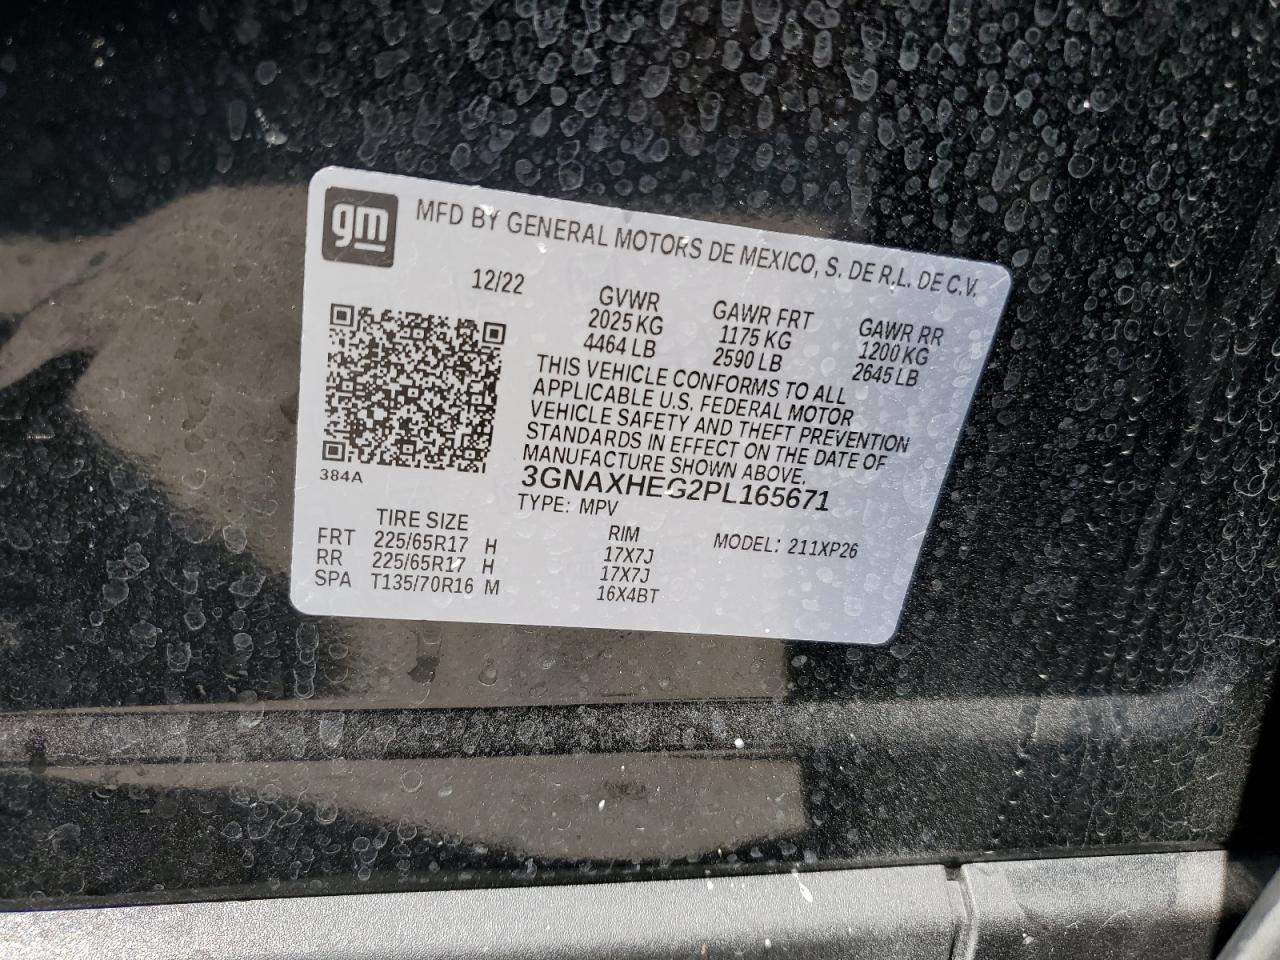 gm
MFD BY GENERAL MOTORS DE MEXICO, S. DE R.L. DE C.V.
12/22
GVWR
2025 KG
4464 LB
GAWR FRT
1175 KG
2590 LB
GAWR RR
1200 KG
2645 LB
THIS VEHICLE CONFORMS TO ALL
APPLICABLE U.S. FEDERAL MOTOR
VEHICLE SAFETY AND THEFT PREVENTION
STANDARDS IN EFFECT ON THE DATE OF
MANUFACTURE SHOWN ABOVE.
3GNAXHEG2PL165671
TYPE: MPV
384A
TIRE SIZE RIM MODEL: 211XP26
FRT 225/65R17 H 17X7J
RR 225/65R17 H 17X7J
SPA T135/70R16 M 16X4BT